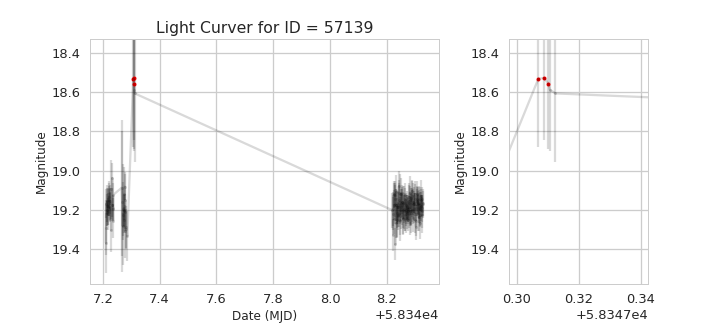 Light Curver for ID = 57139
18.4
18.6
18.8
19.0
19.2
19.4
Magnitude
7.2 7.4 7.6 7.8 8.0 8.2
Date (MJD)
+5.834e4
18.4
18.6
18.8
19.0
19.2
19.4
Magnitude
0.30 0.32 0.34
+5.8347e4